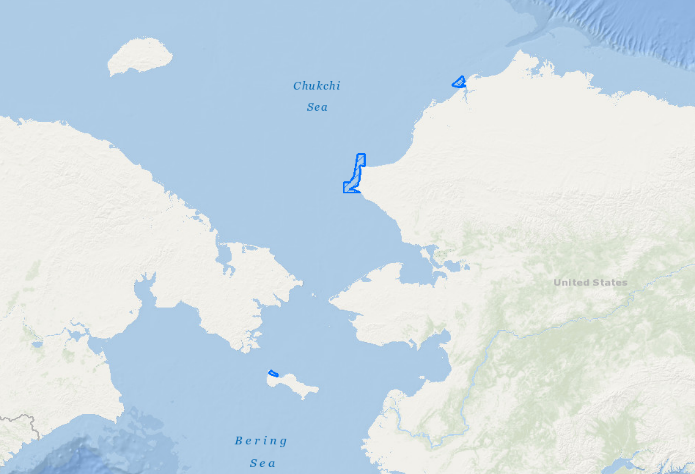 Chukchi
Sea
United States
Bering
Sea